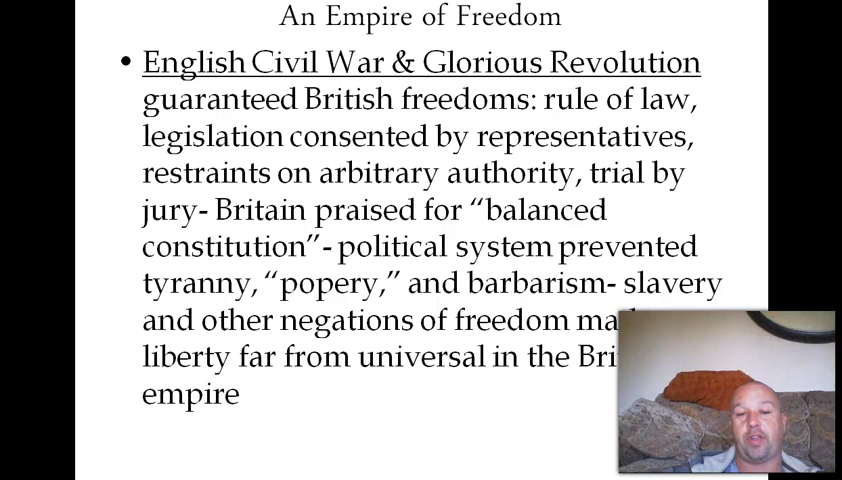 An Empire of Freedom
• English Civil War & Glorious Revolution
guaranteed British freedoms: rule of law,
legislation consented by representatives,
restraints on arbitrary authority, trial by
jury- Britain praised for “balanced
constitution”- political system prevented
tyranny, “popery,” and barbarism- slavery
and other negations of freedom
liberty far from universal in the
empire